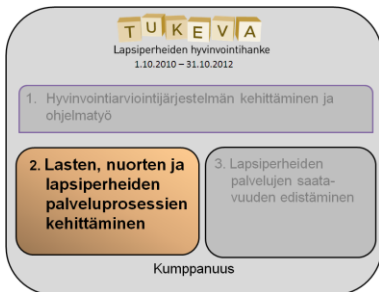 TUKEVA
Lapsiperheiden hyvinvointihanke
1.10.2010 – 31.10.2012
1. Hyvinvointiarviointijärjestelmän kehittäminen ja
ohjelmatyö
2. Lasten, nuorten ja
lapsiperheiden
palveluprosessien
kehittäminen
3. Lapsiperheiden
palvelujen saata-
vuuden edistäminen
Kumppanuus